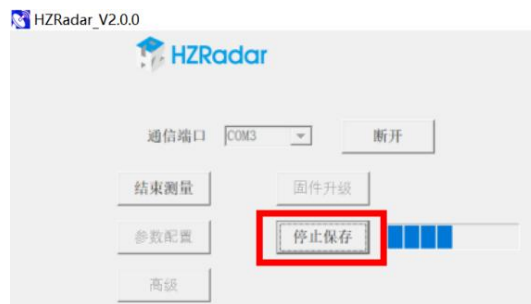 HZRadar_V2.0.0
HZRadar
通信端口 COM3 断开
结束测量 固件升级
参数配置 停止保存
高级